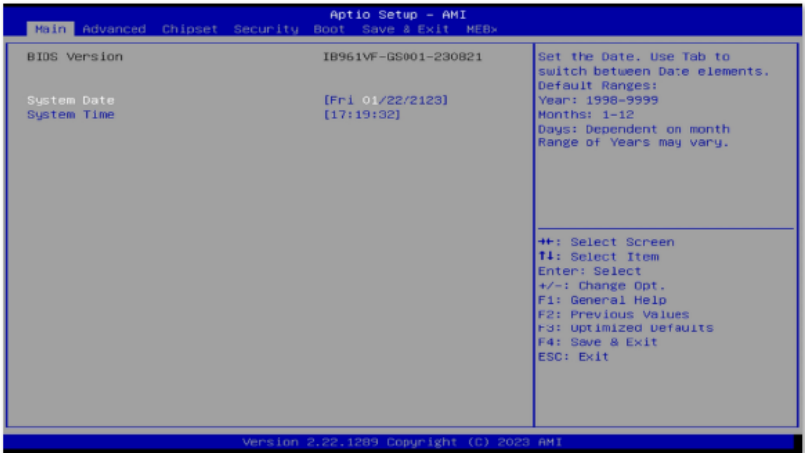 Aptio Setup - AMI
Main Advanced Chipset Security Boot Save & Exit MEBx
BIOS Version IB961VF-GS001-230821
System Date [Fri 01/22/2123]
System Time [17:19:32]
Set the Date. Use Tab to
switch between Date elements.
Default Ranges:
Year: 1998-9999
Months: 1-12
Days: Dependent on month
Range of Years may vary.
→←: Select Screen
↑↓: Select Item
Enter: Select
+/-: Change Opt.
F1: General Help
F2: Previous Values
F3: Optimized Defaults
F4: Save & Exit
ESC: Exit
Version 2.22.1289 Copyright (C) 2023 AMI